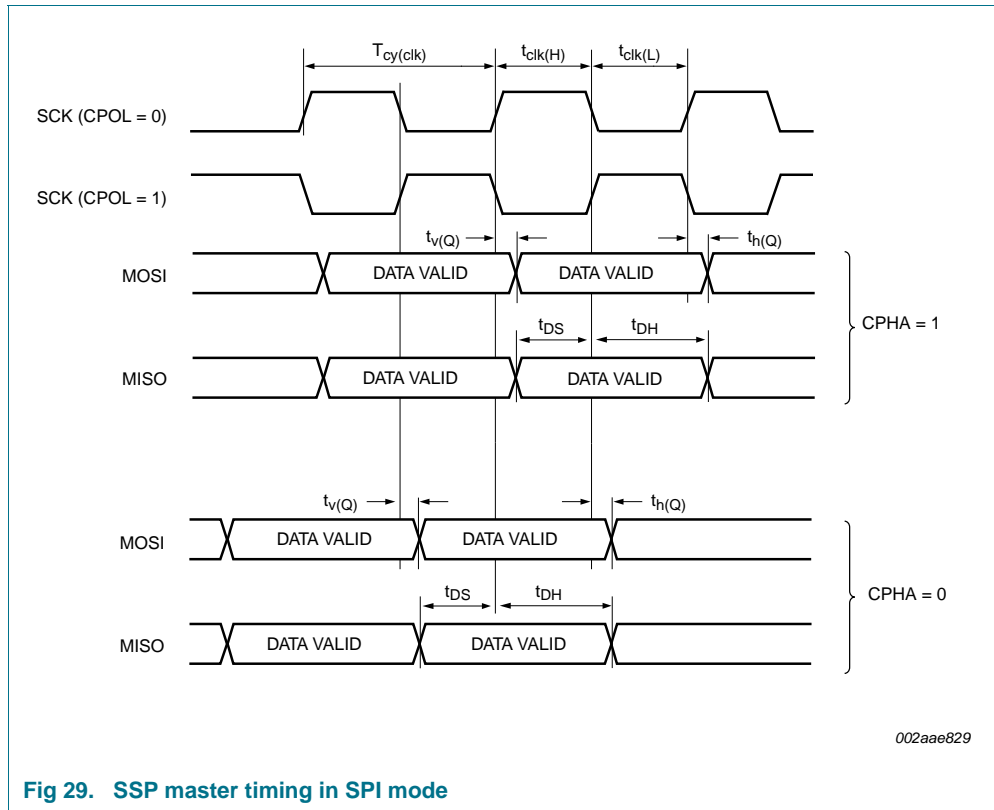 Tcy(clk) tclk(H) tclk(L)
SCK (CPOL = 0)
SCK (CPOL = 1)
tv(Q) th(Q)
MOSI DATA VALID DATA VALID
tDS tDH CPHA = 1
MISO DATA VALID DATA VALID
tv(Q) th(Q)
MOSI DATA VALID DATA VALID
tDS tDH CPHA = 0
MISO DATA VALID DATA VALID
002aae829
Fig 29. SSP master timing in SPI mode